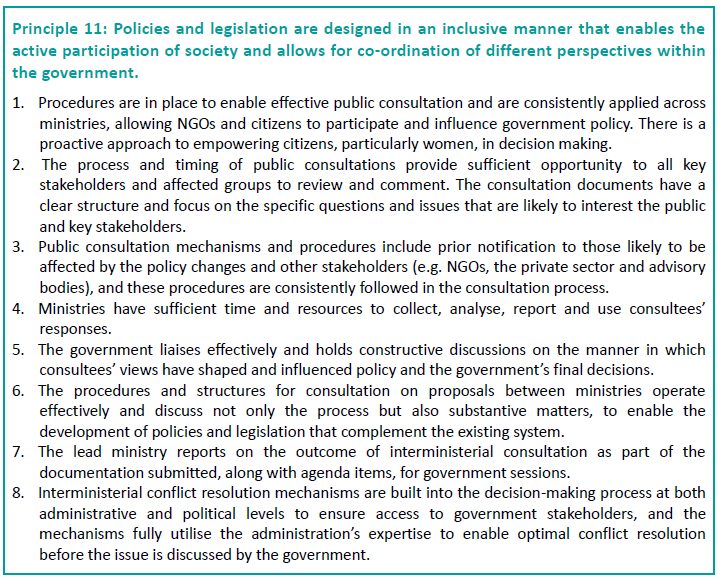 Principle 11: Policies and legislation are designed in an inclusive manner that enables the
active participation of society and allows for co-ordination of different perspectives within
the government.
1. Procedures are in place to enable effective public consultation and are consistently applied across
ministries, allowing NGOs and citizens to participate and influence government policy. There is a
proactive approach to empowering citizens, particularly women, in decision making.
2. The process and timing of public consultations provide sufficient opportunity to all key
stakeholders and affected groups to review and comment. The consultation documents have a
clear structure and focus on the specific questions and issues that are likely to interest the public
and key stakeholders.
3. Public consultation mechanisms and procedures include prior notification to those likely to be
affected by the policy changes and other stakeholders (e.g. NGOs, the private sector and advisory
bodies), and these procedures are consistently followed in the consultation process.
4. Ministries have sufficient time and resources to collect, analyse, report and use consultees’
responses.
5. The government liaises effectively and holds constructive discussions on the manner in which
consultees’ views have shaped and influenced policy and the government’s final decisions.
6. The procedures and structures for consultation on proposals between ministries operate
effectively and discuss not only the process but also substantive matters, to enable the
development of policies and legislation that complement the existing system.
7. The lead ministry reports on the outcome of interministerial consultation as part of the
documentation submitted, along with agenda items, for government sessions.
8. Interministerial conflict resolution mechanisms are built into the decision-making process at both
administrative and political levels to ensure access to government stakeholders, and the
mechanisms fully utilise the administration’s expertise to enable optimal conflict resolution
before the issue is discussed by the government.